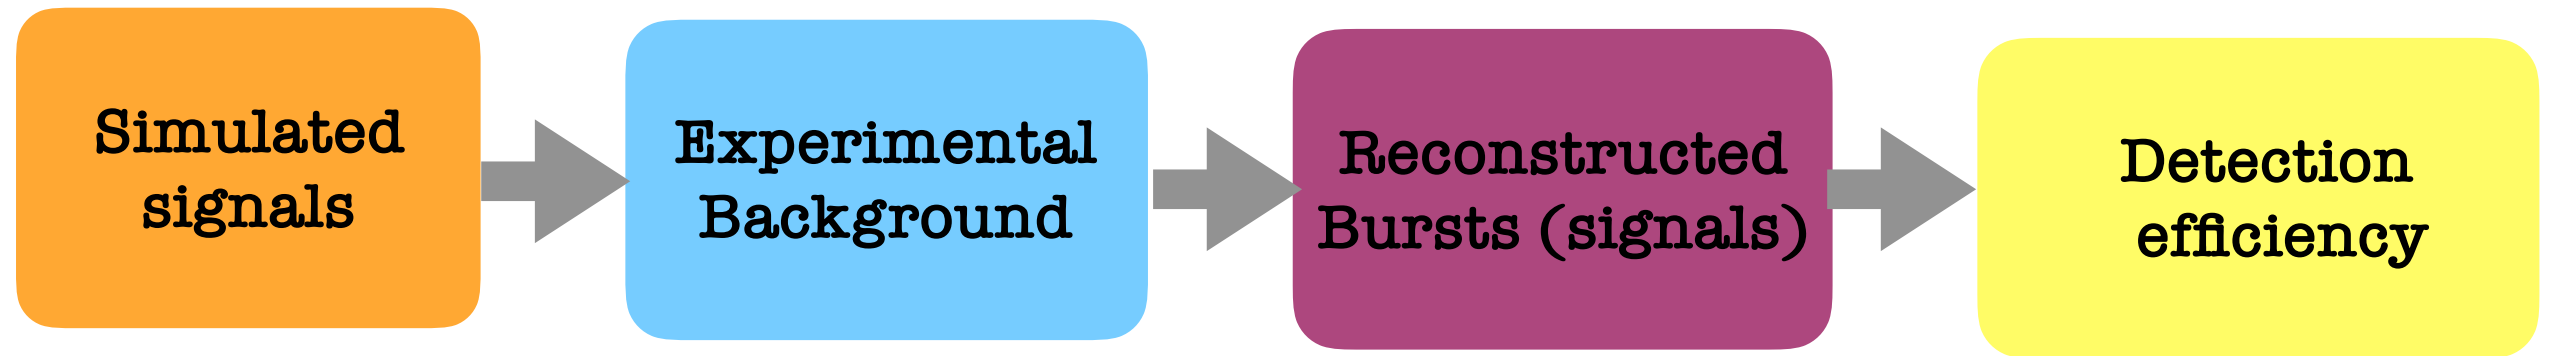 Simulated
signals
Experimental
Background
Reconstructed
Bursts (signals)
Detection
efficiency